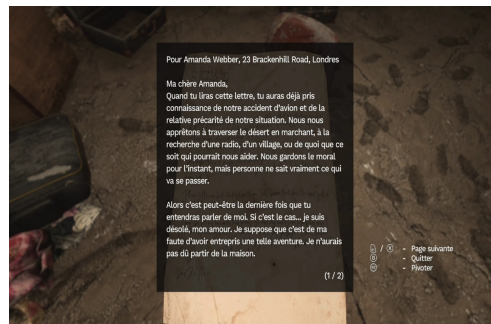 Pour Amanda Webber, 23 Brackenhill Road, Londres
Ma chère Amanda,
Quand tu liras cette lettre, tu auras déjà pris
connaissance de notre accident d'avion et de la
relative précarité de notre situation. Nous nous
apprêtons à traverser le désert en marchant, à la
recherche d'une radio, d'un village, ou de quoi que ce
soit qui pourrait nous aider. Nous gardons le moral
pour l'instant, mais personne ne sait vraiment ce qui
va se passer.
Alors c'est peut-être la dernière fois que tu
entendras parler de moi. Si c'est le cas... je suis
désolé, mon amour. Je suppose que c'est de ma
faute d'avoir entrepris une telle aventure. Je n'aurais
pas dû partir de la maison.
(1 / 2)
/ - Page suivante
- Quitter
- Pivoter